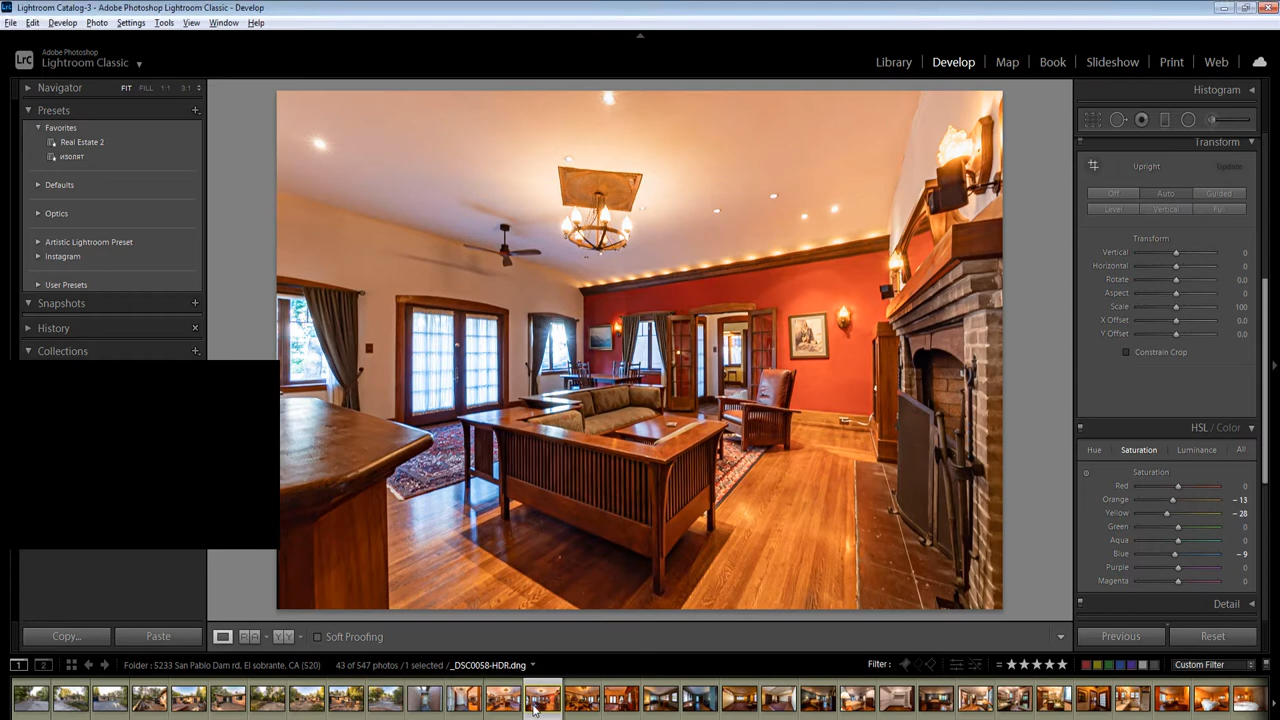 Lightroom Catalog-3 - Adobe Photoshop Lightroom Classic - Develop
File Edit Develop Photo Settings Tools View Window Help
LrC Adobe Photoshop
Lightroom Classic
Library Develop Map Book Slideshow Print Web
Navigator FIT FILL 1:1 3:1
Presets
Favorites
Real Estate 2
изолят
Defaults
Optics
Artistic Lightroom Preset
Instagram
User Presets
Snapshots
History
Collections
Copy... Paste
Soft Proofing
Histogram
Transform
Upright Update
Off Auto Guided
Level Vertical Full
Transform
Vertical 0
Horizontal 0
Rotate 0.0
Aspect 0
Scale 100
X Offset 0.0
Y Offset 0.0
Constrain Crop
HSL / Color
Hue Saturation Luminance All
Saturation
Red 0
Orange - 13
Yellow - 28
Green 0
Aqua 0
Blue - 9
Purple 0
Magenta 0
Detail
Previous Reset
1 2 Folder : 5233 San Pablo Dam rd, El sobrante, CA (520) 43 of 547 photos / 1 selected / _DSC0058-HDR.dng Filter : Custom Filter